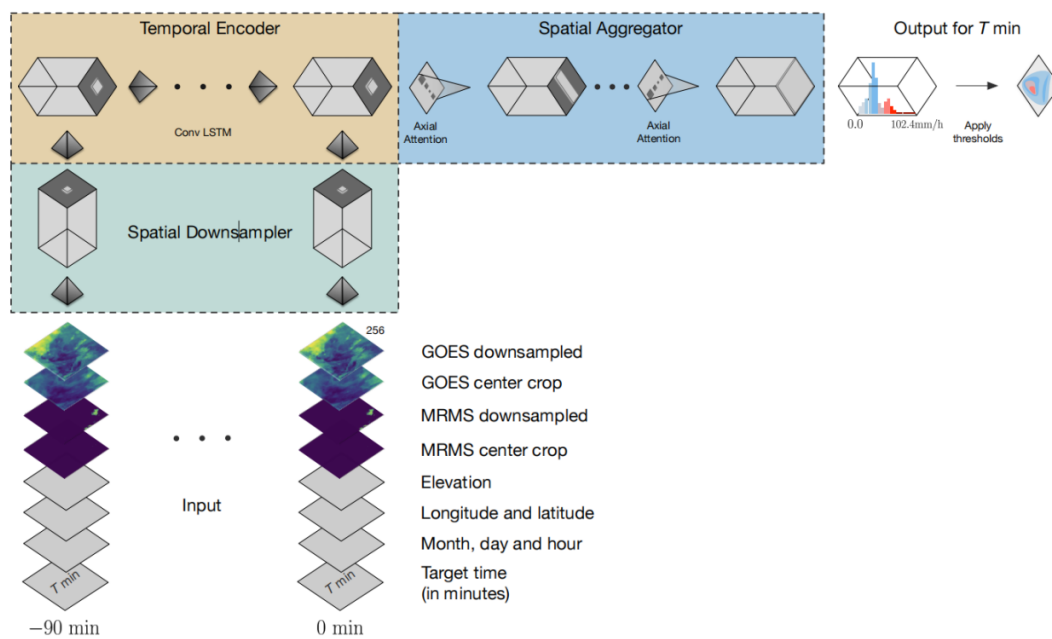 Temporal Encoder
Spatial Aggregator
Output for T min
Conv LSTM
Axial
Attention
Axial
Attention
0.0
102.4mm/h
Apply
thresholds
Spatial Downsampler
256
GOES downsampled
GOES center crop
MRMS downsampled
MRMS center crop
Elevation
Input
Longitude and latitude
Month, day and hour
T min
T min
Target time
(in minutes)
−90 min
0 min